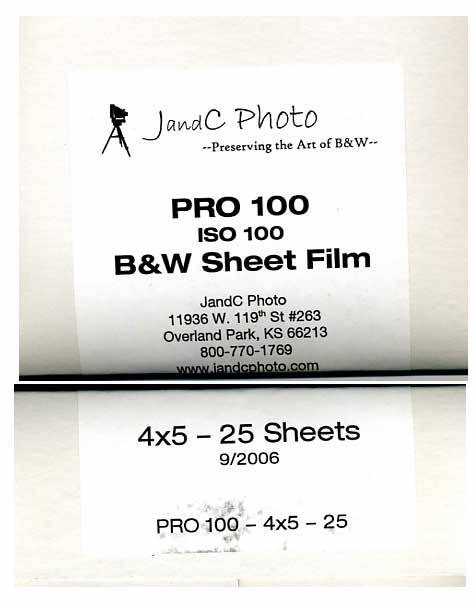 JandC Photo
--Preserving the Art of B&W--
PRO 100
ISO 100
B&W Sheet Film
JandC Photo
11936 W. 119th St #263
Overland Park, KS 66213
800-770-1769
www.jandcphoto.com
4x5 – 25 Sheets
9/2006
PRO 100 – 4x5 – 25